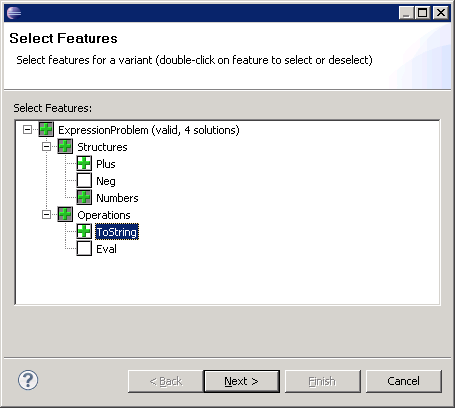 Select Features
Select features for a variant (double-click on feature to select or deselect)
Select Features:
ExpressionProblem (valid, 4 solutions)
Structures
Plus
Neg
Numbers
Operations
ToString
Eval
?
< Back
Next >
Finish
Cancel